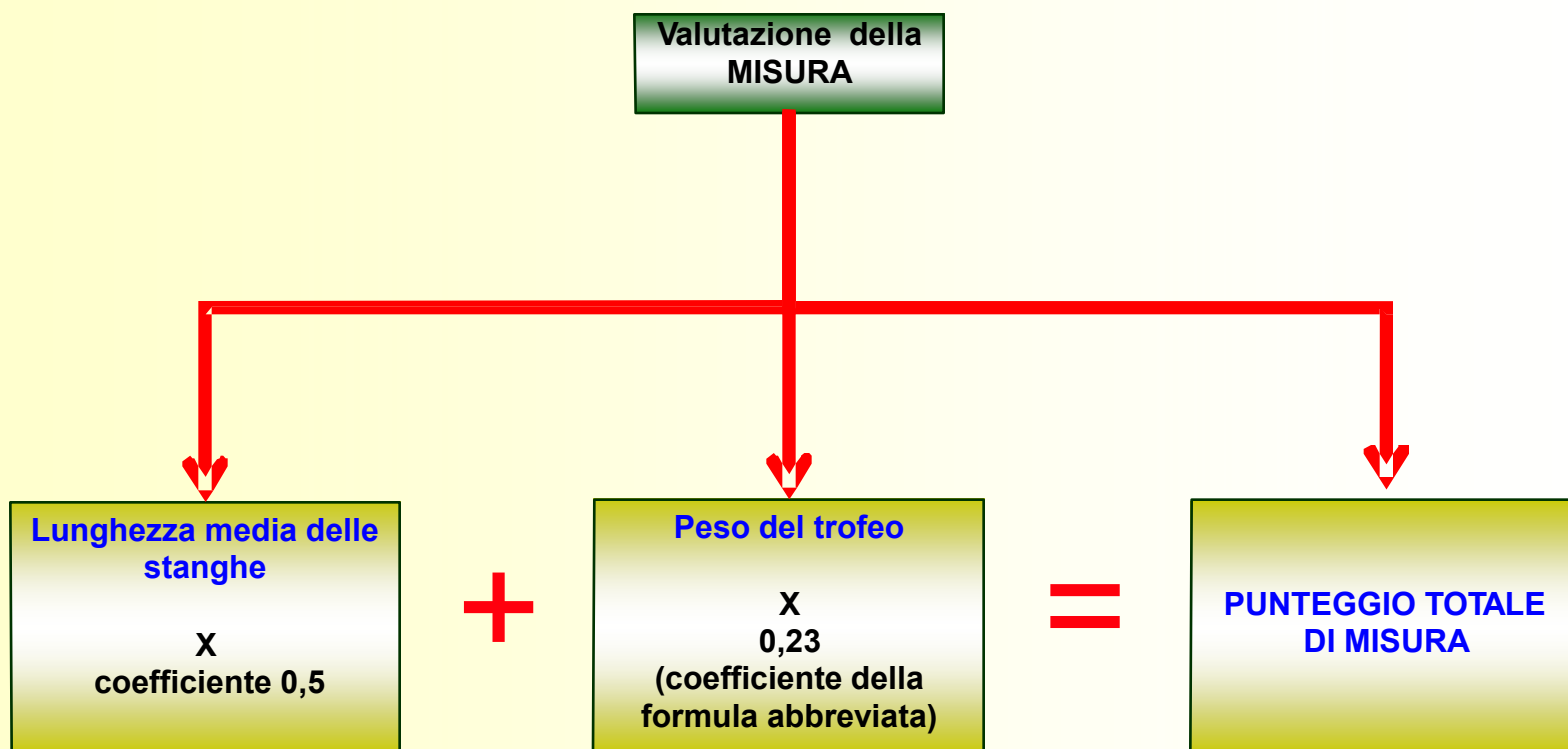 Valutazione della
MISURA
Lunghezza media delle
stanghe
X
coefficiente 0,5
+
Peso del trofeo
X
0,23
(coefficiente della
formula abbreviata)
=
PUNTEGGIO TOTALE
DI MISURA